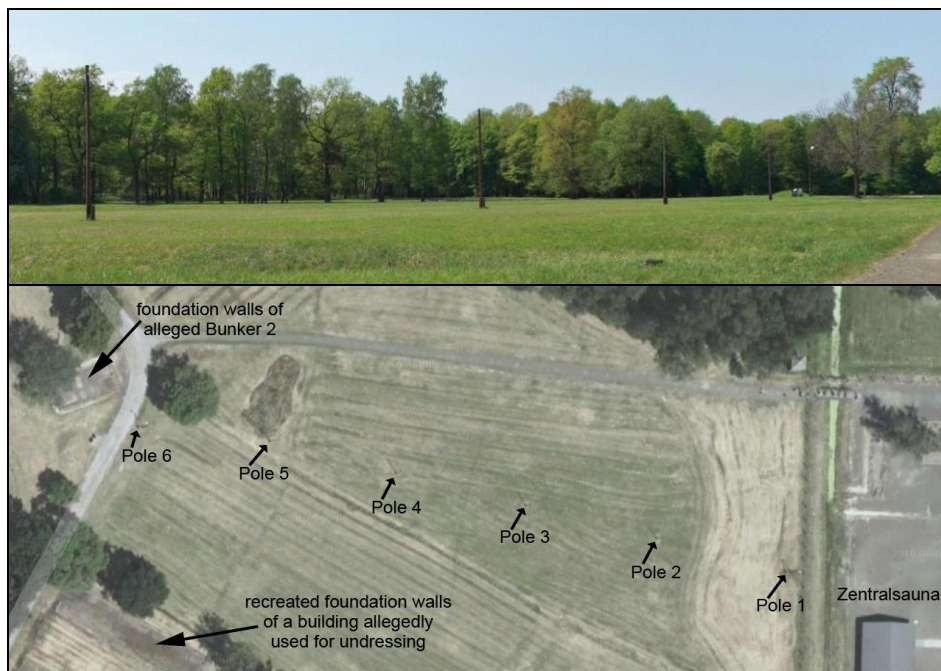 foundation walls of
alleged Bunker 2
Pole 6
Pole 5
Pole 4
Pole 3
Pole 2
Pole 1
Zentralsauna
recreated foundation walls
of a building allegedly
used for undressing